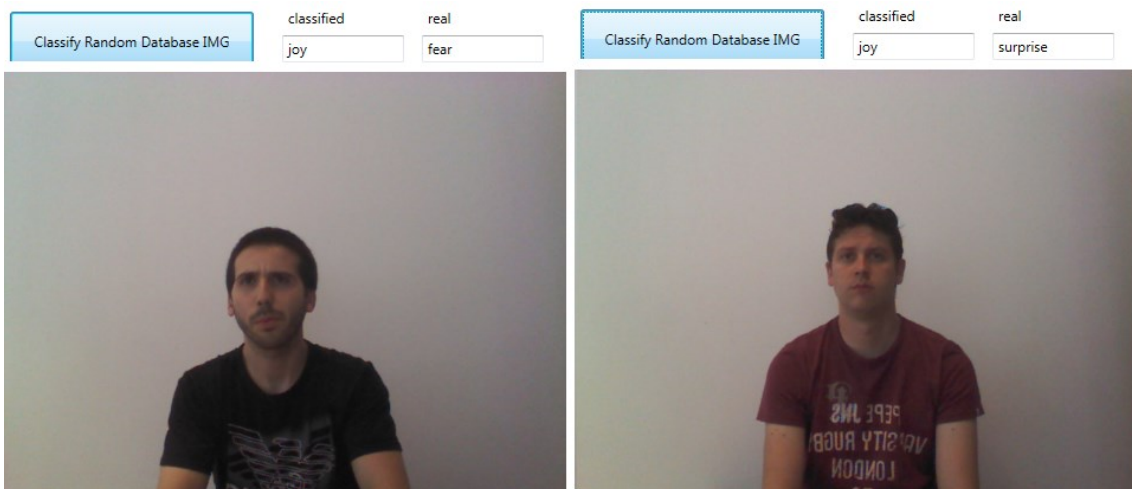 classified real
Classify Random Database IMG
joy fear
classified real
Classify Random Database IMG
joy surprise
PEPE JNS
VARSITY RUGBY
LONDON